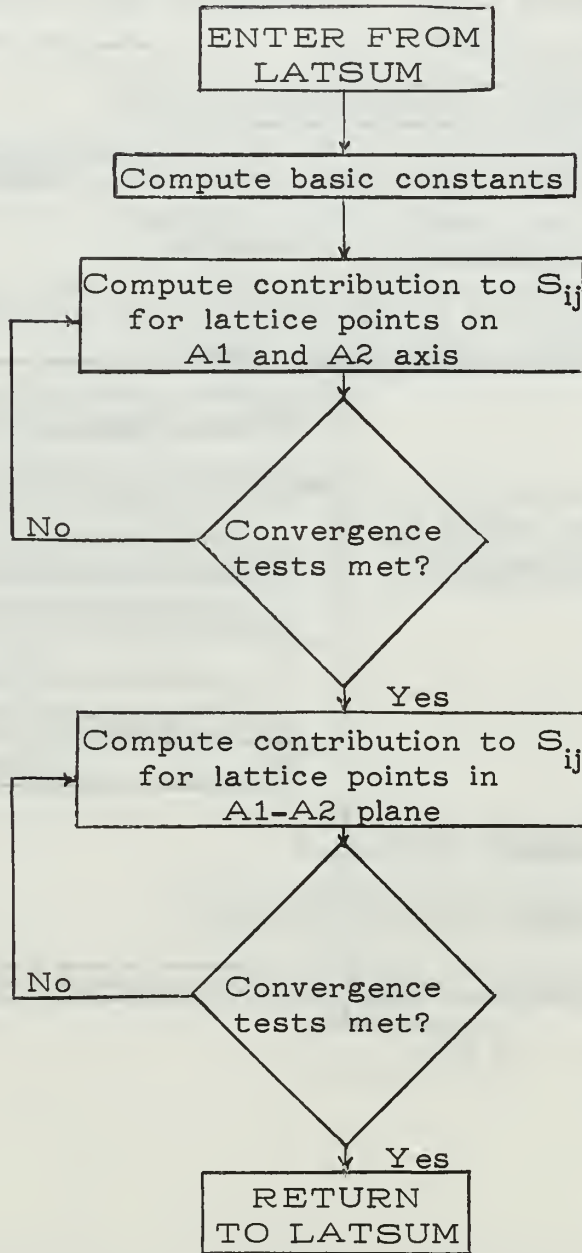 ENTER FROM
LATSUM
Compute basic constants
Compute contribution to Sij
for lattice points on
A1 and A2 axis
Convergence
tests met?
No
Yes
Compute contribution to Sij
for lattice points in
A1-A2 plane
Convergence
tests met?
No
Yes
RETURN
TO LATSUM